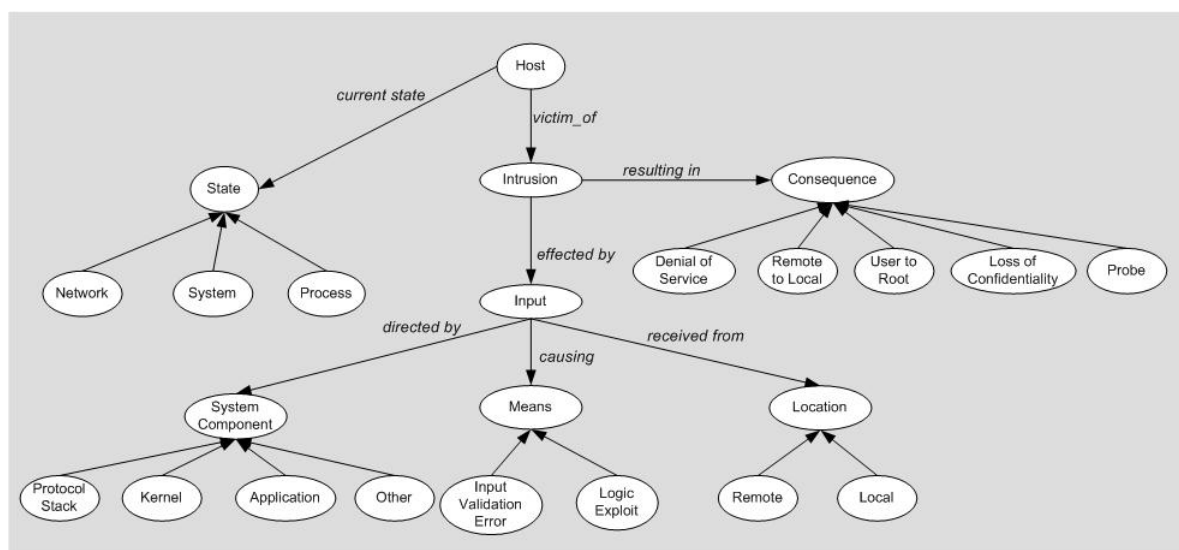 Host
current state
victim_of
State
Intrusion
resulting in
Consequence
effected by
Denial of
Service
Remote
to Local
User to
Root
Loss of
Confidentiality
Probe
Network
System
Process
Input
directed by
causing
received from
System
Component
Means
Location
Protocol
Stack
Kernel
Application
Other
Input
Validation
Error
Logic
Exploit
Remote
Local